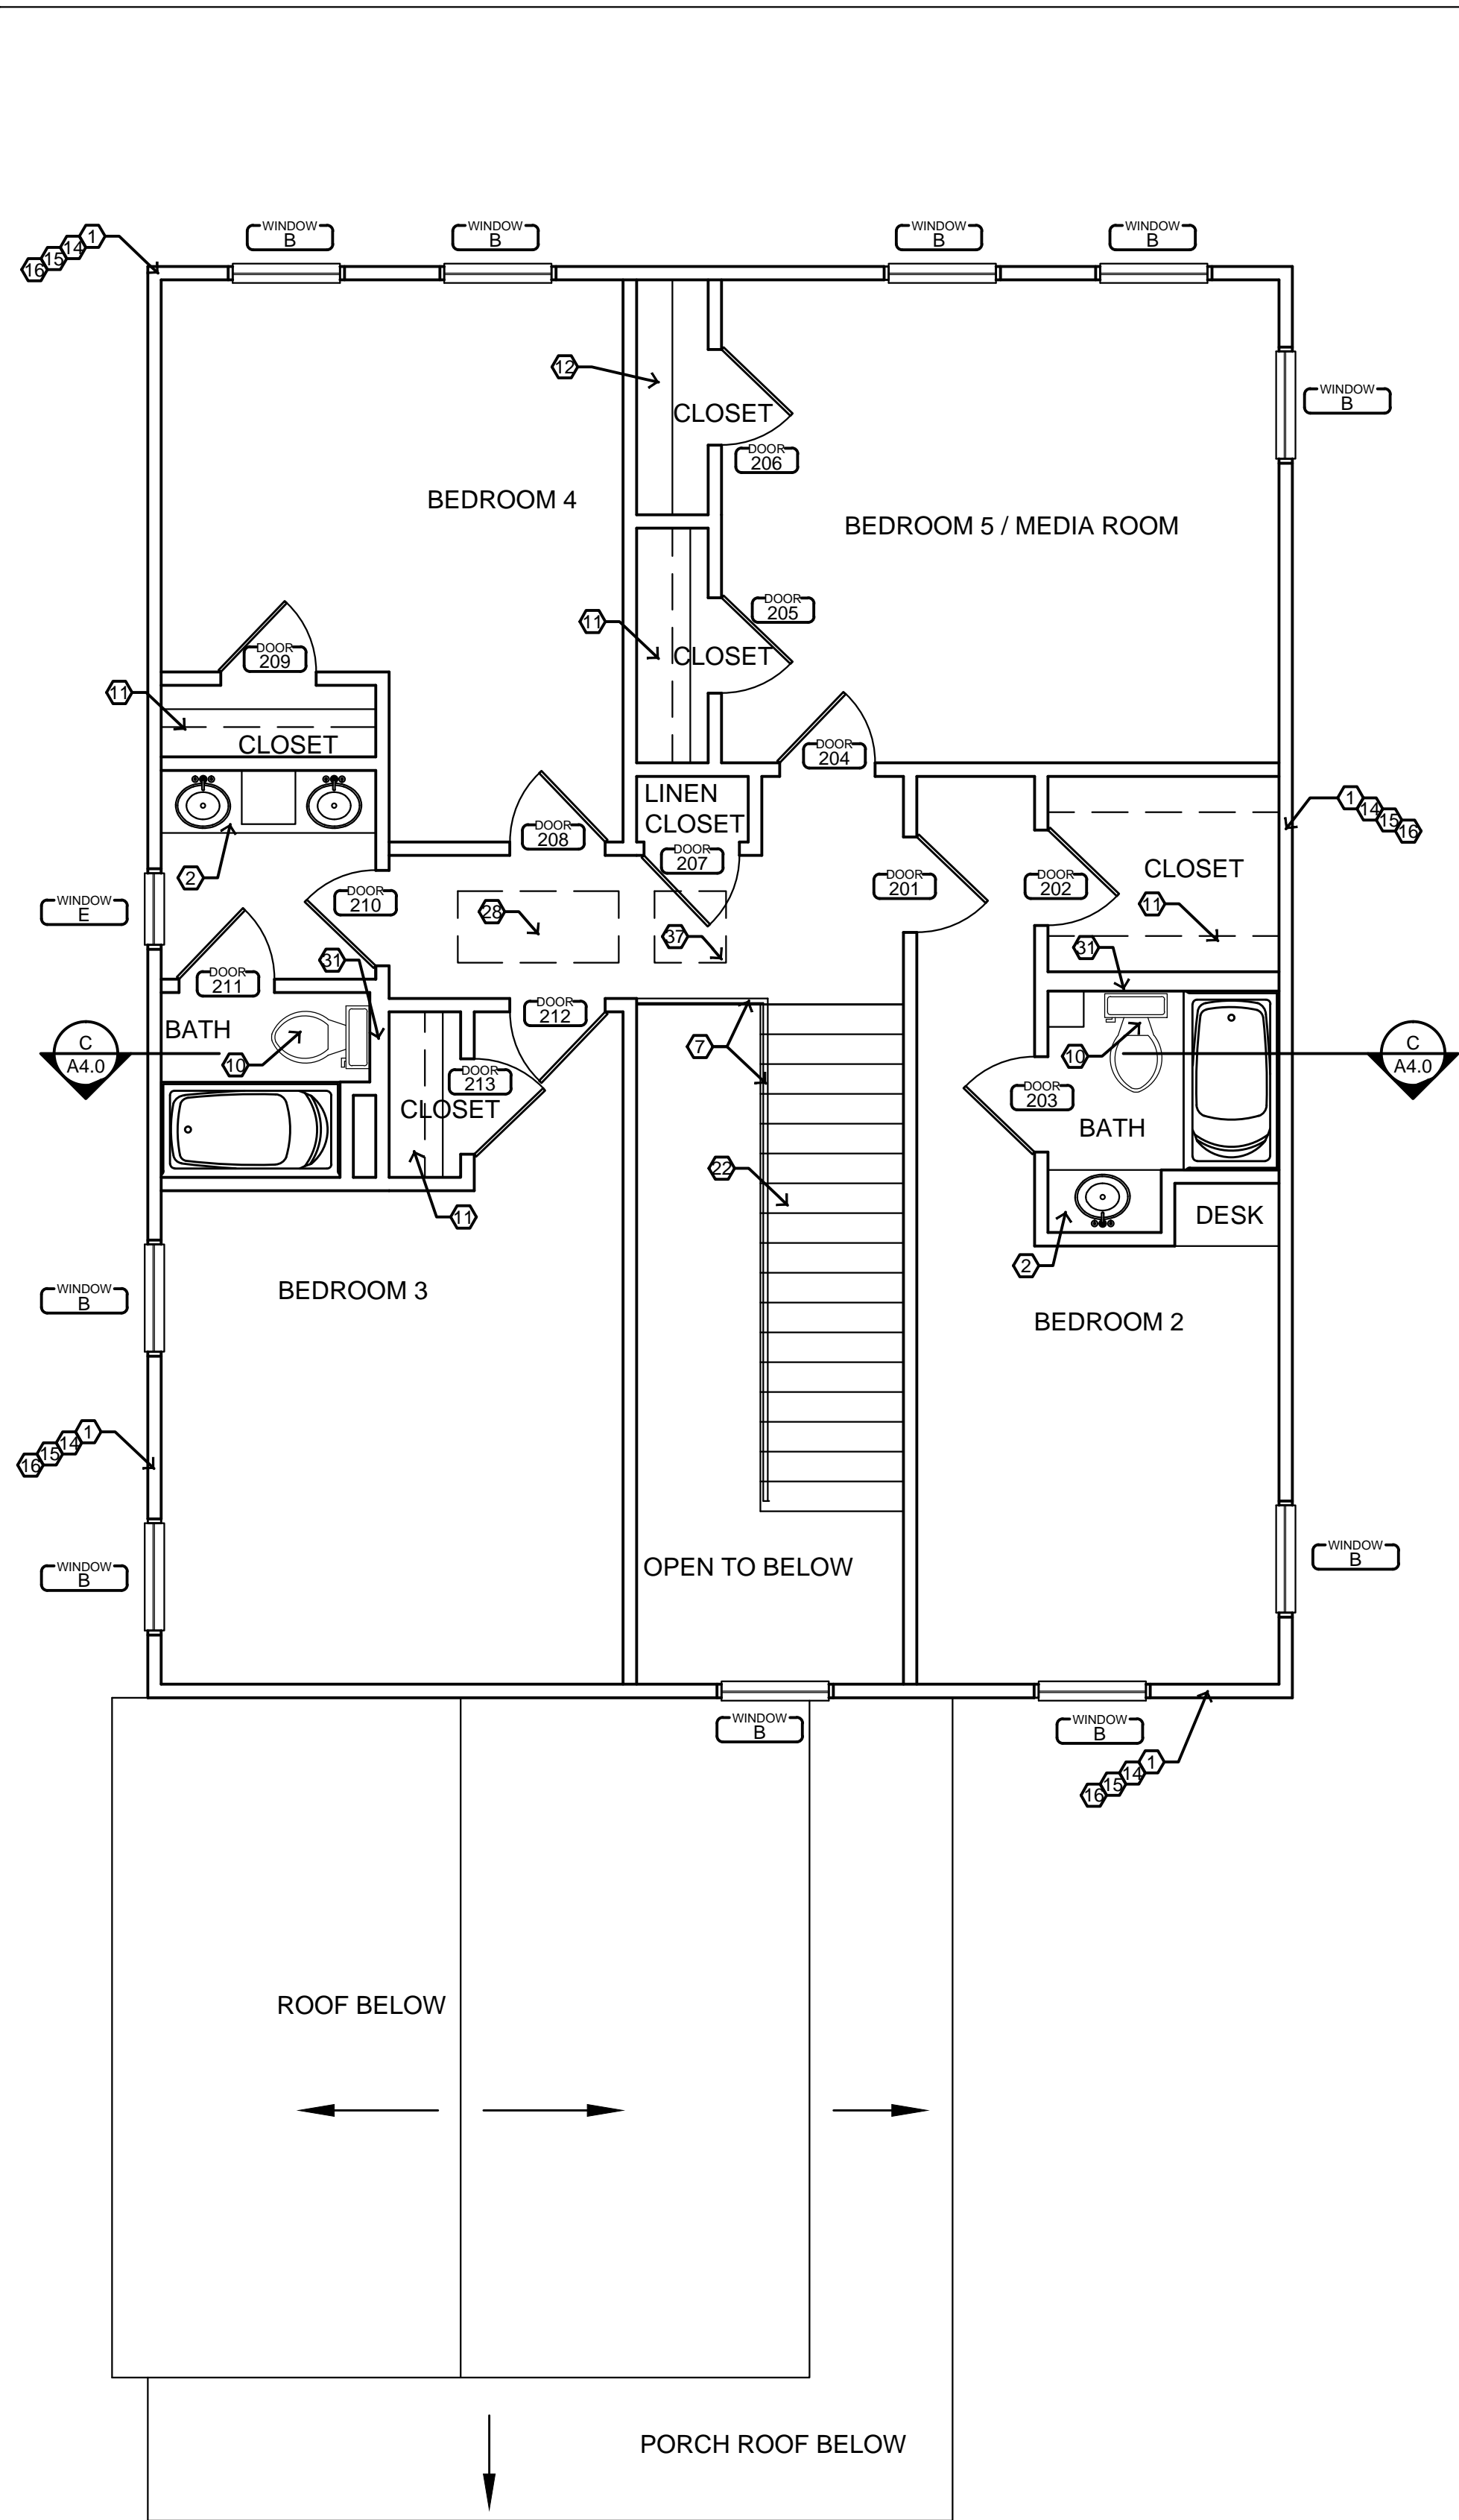 WINDOW
B
WINDOW
B
WINDOW
B
WINDOW
B
1
14
15
16
12
WINDOW
B
CLOSET
DOOR
206
BEDROOM 4
BEDROOM 5 / MEDIA ROOM
DOOR
205
11
CLOSET
DOOR
209
11
CLOSET
DOOR
204
LINEN
CLOSET
1
14
15
16
DOOR
208
DOOR
207
CLOSET
2
DOOR
201
DOOR
202
DOOR
210
11
WINDOW
E
28
37
31
31
DOOR
211
DOOR
212
BATH
C
A4.0
10
7
10
C
A4.0
DOOR
213
DOOR
203
CLOSET
BATH
22
11
DESK
2
BEDROOM 3
WINDOW
B
BEDROOM 2
1
14
15
16
WINDOW
B
OPEN TO BELOW
WINDOW
B
WINDOW
B
WINDOW
B
1
14
15
16
ROOF BELOW
PORCH ROOF BELOW